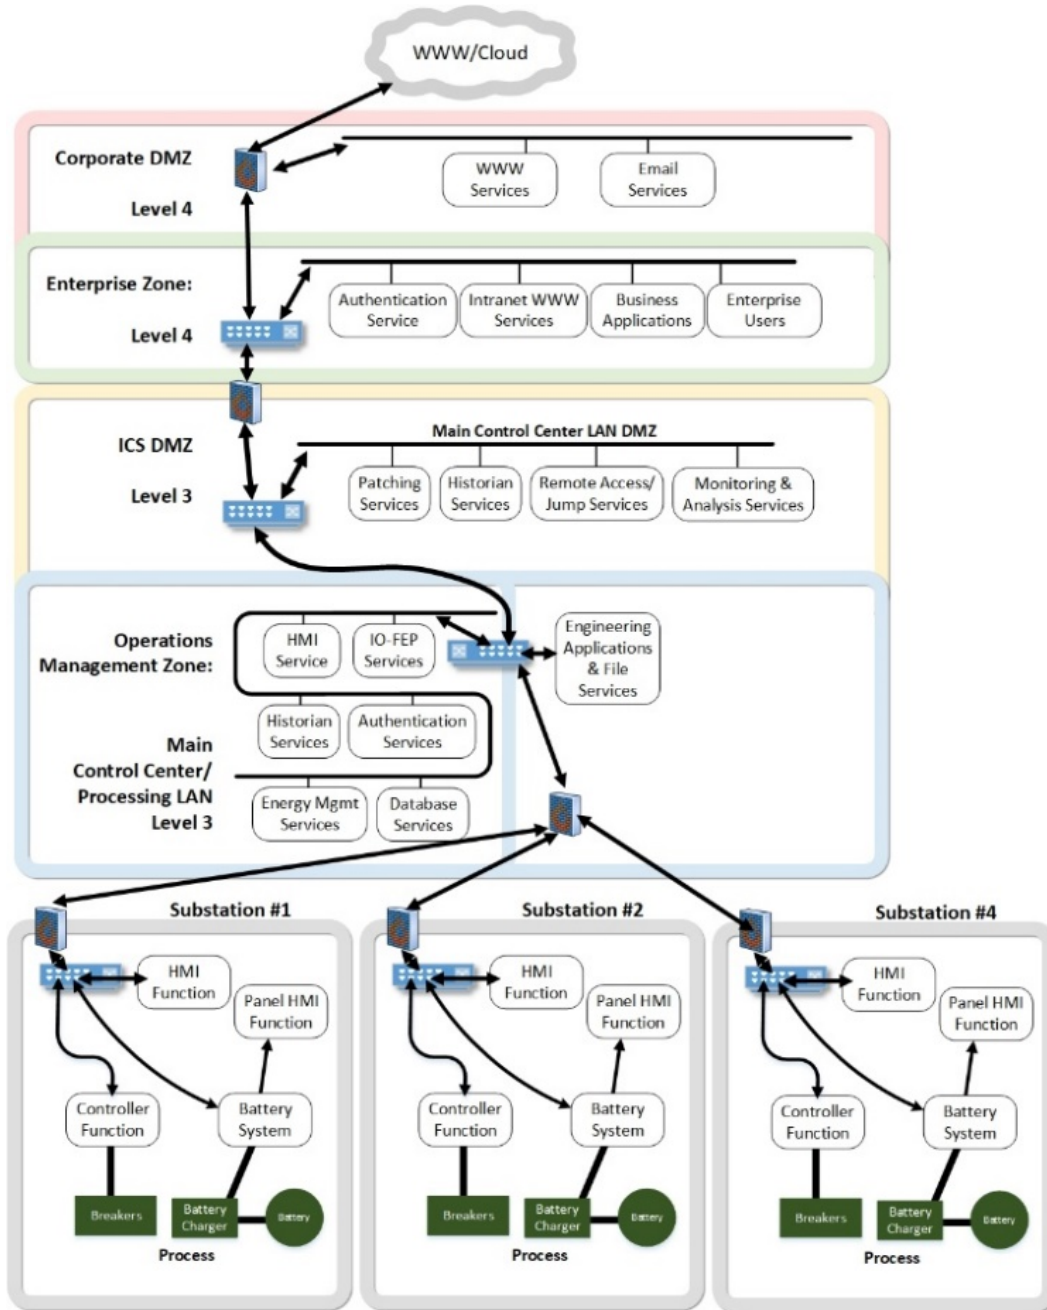 WWW/Cloud
Corporate DMZ
Level 4
WWW
Services
Email
Services
Enterprise Zone:
Level 4
Authentication
Service
Intranet WWW
Services
Business
Applications
Enterprise
Users
ICS DMZ
Level 3
Main Control Center LAN DMZ
Patching
Services
Historian
Services
Remote Access/
Jump Services
Monitoring &
Analysis Services
Operations
Management Zone:
HMI
Service
IO-FEP
Services
Engineering
Applications
& File
Services
Historian
Services
Authentication
Services
Main
Control Center/
Processing LAN
Level 3
Energy Mgmt
Services
Database
Services
Substation #1
HMI
Function
Panel HMI
Function
Controller
Function
Battery
System
Breakers
Battery
Charger
Battery
Process
Substation #2
HMI
Function
Panel HMI
Function
Controller
Function
Battery
System
Breakers
Battery
Charger
Battery
Process
Substation #4
HMI
Function
Panel HMI
Function
Controller
Function
Battery
System
Breakers
Battery
Charger
Battery
Process